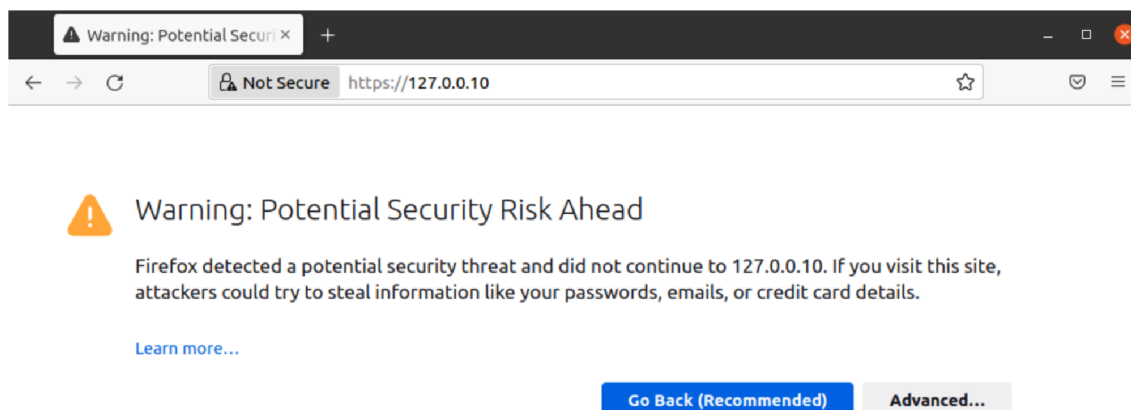 Warning: Potential Securi
Not Secure https://127.0.0.10
Warning: Potential Security Risk Ahead
Firefox detected a potential security threat and did not continue to 127.0.0.10. If you visit this site,
attackers could try to steal information like your passwords, emails, or credit card details.
Learn more…
Go Back (Recommended) Advanced…